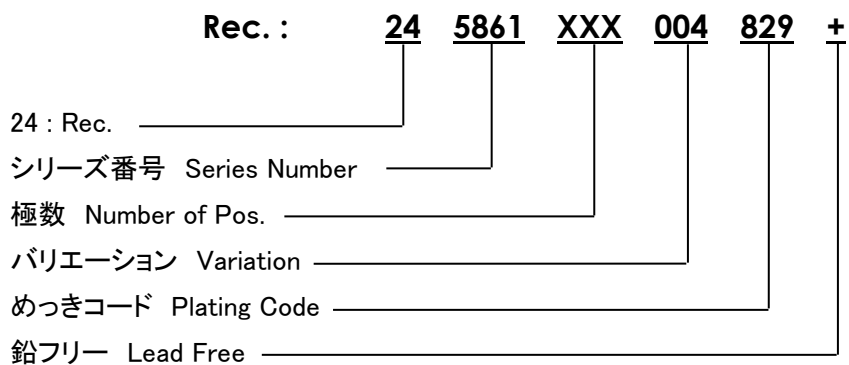 Rec. : 24 5861 XXX 004 829 +
24 : Rec.
シリーズ番号 Series Number
極数 Number of Pos.
バリエーション Variation
めっきコード Plating Code
鉛フリー Lead Free